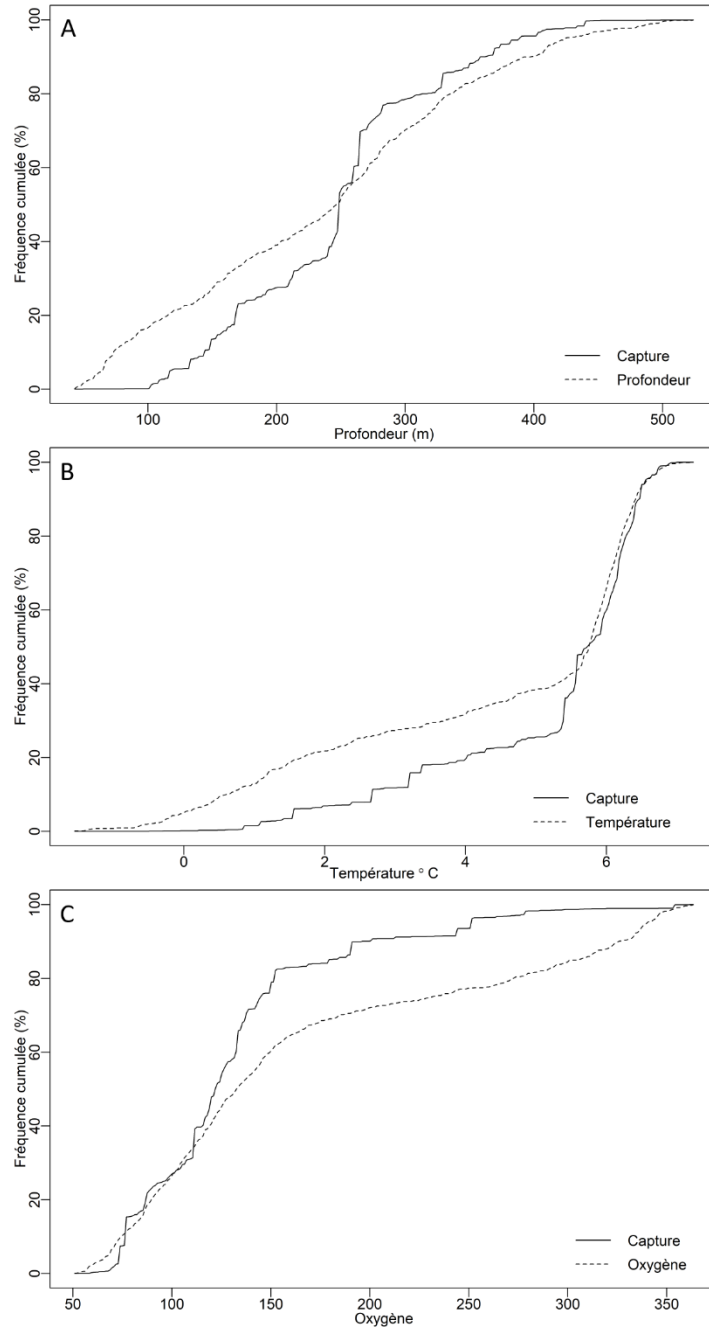 A
Fréquence cumulée (%)
100
80
60
40
20
0
Capture
Profondeur
100 200 300 400 500
Profondeur (m)
B
Fréquence cumulée (%)
100
80
60
40
20
0
Capture
Température
0 2 4 6
Température ° C
C
Fréquence cumulée (%)
100
80
60
40
20
0
Capture
Oxygène
50 100 150 200 250 300 350
Oxygène